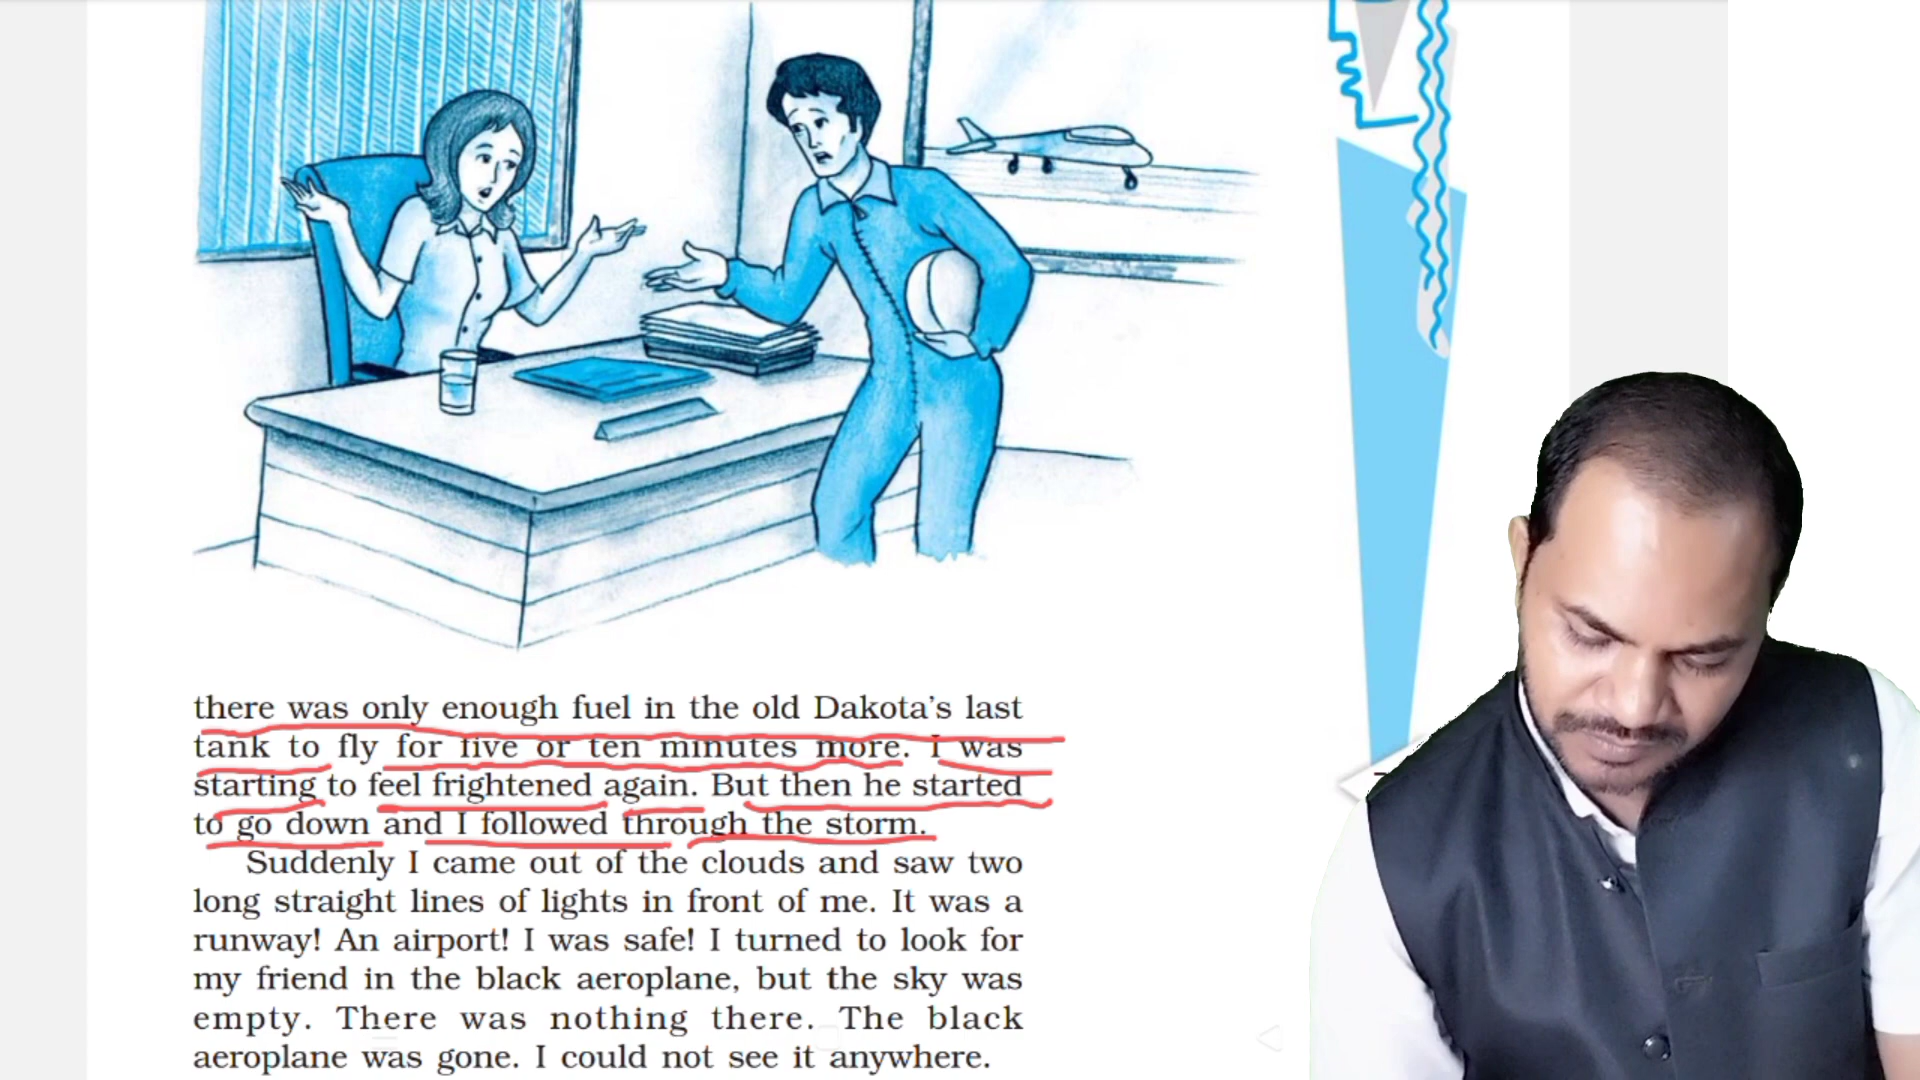 there was only enough fuel in the old Dakota's last
tank to fly for five or ten minutes more. I was
starting to feel frightened again. But then he started
to go down and I followed through the storm.
Suddenly I came out of the clouds and saw two
long straight lines of lights in front of me. It was a
runway! An airport! I was safe! I turned to look for
my friend in the black aeroplane, but the sky was
empty. There was nothing there. The black
aeroplane was gone. I could not see it anywhere.